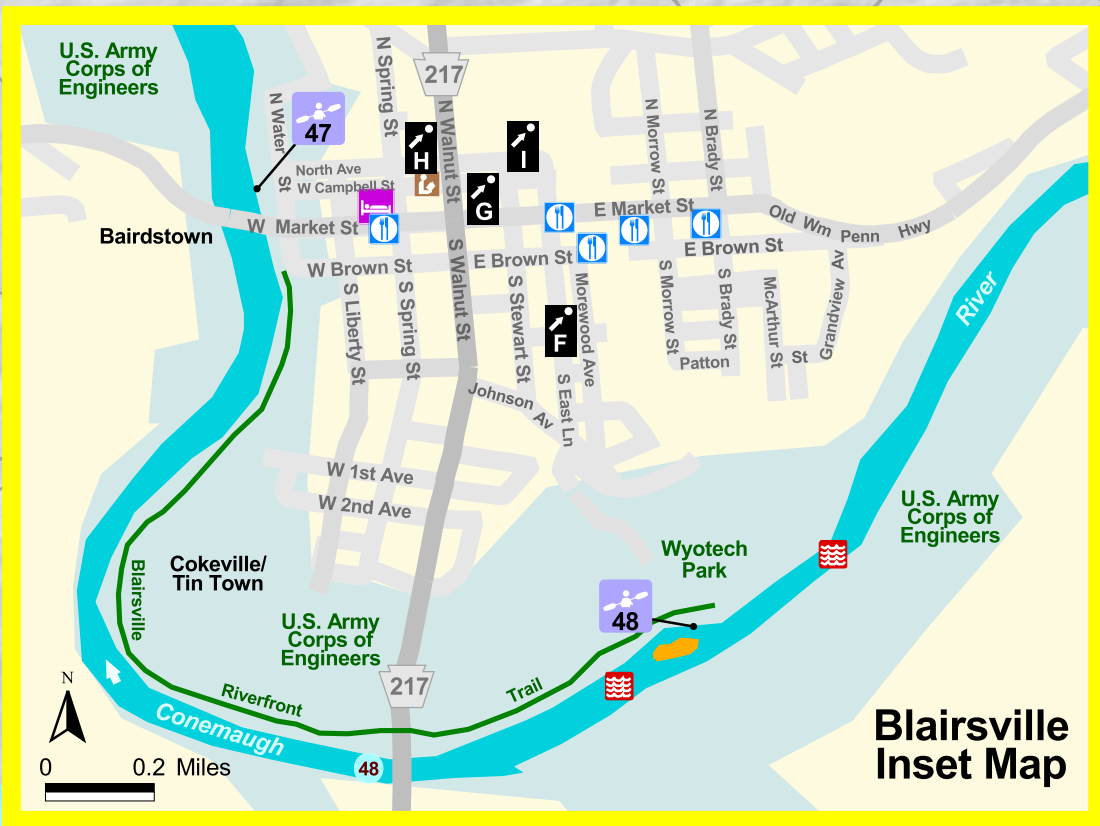 U.S. Army
Corps of
Engineers
47
N Water St
N Spring St
217
N Walnut St
H
I
G
North Ave
W Campbell St
N Morrow St
N Brady St
W Market St
E Market St
Old Wm Penn Hwy
Bairdstown
W Brown St
E Brown St
E Brown St
S Liberty St
S Spring St
S Walnut St
S Stewart St
F
Morewood Ave
S Morrow St
S Brady St
McArthur St
Grandview Av
River
Patton St
Johnson Av
S East Ln
W 1st Ave
W 2nd Ave
U.S. Army
Corps of
Engineers
Wyotech
Park
Cokeville/
Tin Town
48
U.S. Army
Corps of
Engineers
Blairsville
Riverfront
Trail
217
Conemaugh
48
N
0 0.2 Miles
Blairsville
Inset Map